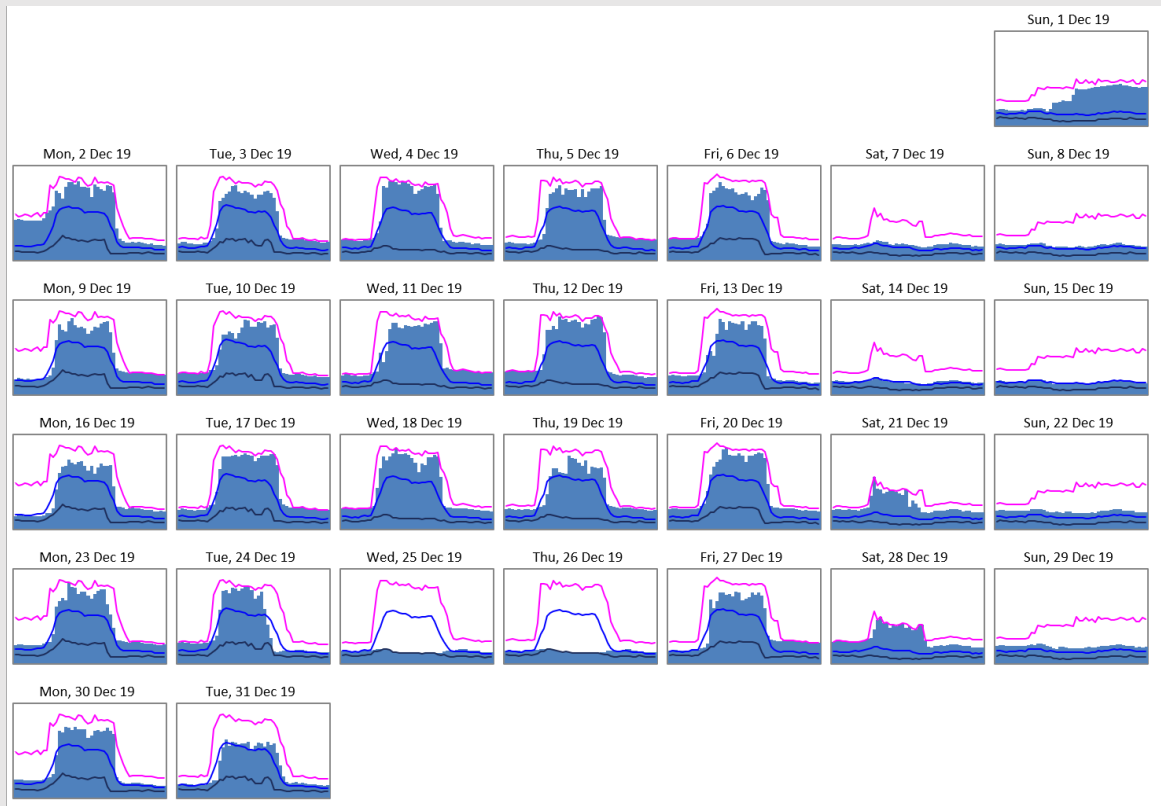 Sun, 1 Dec 19
Mon, 2 Dec 19 Tue, 3 Dec 19 Wed, 4 Dec 19 Thu, 5 Dec 19 Fri, 6 Dec 19 Sat, 7 Dec 19 Sun, 8 Dec 19
Mon, 9 Dec 19 Tue, 10 Dec 19 Wed, 11 Dec 19 Thu, 12 Dec 19 Fri, 13 Dec 19 Sat, 14 Dec 19 Sun, 15 Dec 19
Mon, 16 Dec 19 Tue, 17 Dec 19 Wed, 18 Dec 19 Thu, 19 Dec 19 Fri, 20 Dec 19 Sat, 21 Dec 19 Sun, 22 Dec 19
Mon, 23 Dec 19 Tue, 24 Dec 19 Wed, 25 Dec 19 Thu, 26 Dec 19 Fri, 27 Dec 19 Sat, 28 Dec 19 Sun, 29 Dec 19
Mon, 30 Dec 19 Tue, 31 Dec 19